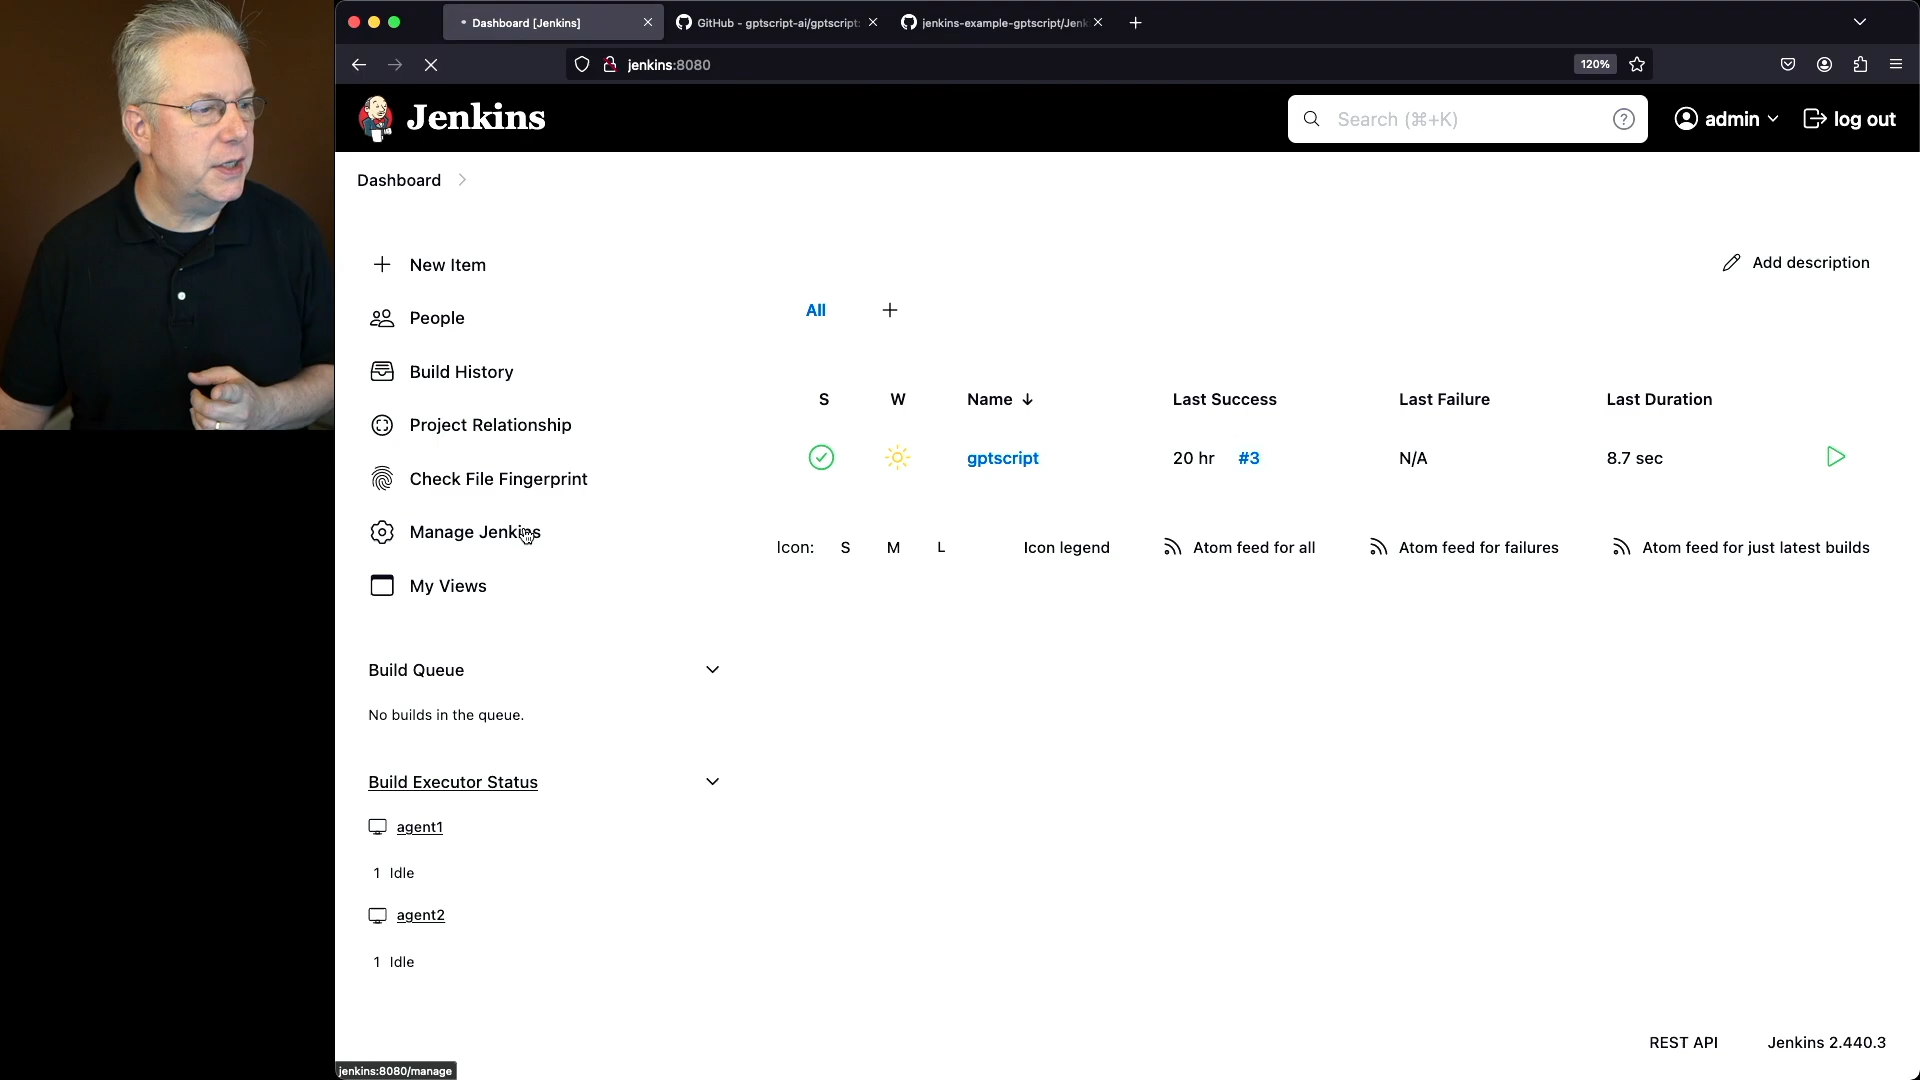 Dashboard [Jenkins]
GitHub - gptscript-ai/gptscript:
jenkins-example-gptscript/Jenk
jenkins:8080
120%
Jenkins
Search (⌘+K)
?
admin
log out
Dashboard
New Item
Add description
People
All
+
Build History
S W Name ↓ Last Success Last Failure Last Duration
Project Relationship
gptscript 20 hr #3 N/A 8.7 sec
Check File Fingerprint
Manage Jenkins
Icon: S M L Icon legend Atom feed for all Atom feed for failures Atom feed for just latest builds
My Views
Build Queue
No builds in the queue.
Build Executor Status
agent1
1 Idle
agent2
1 Idle
REST API Jenkins 2.440.3
jenkins:8080/manage